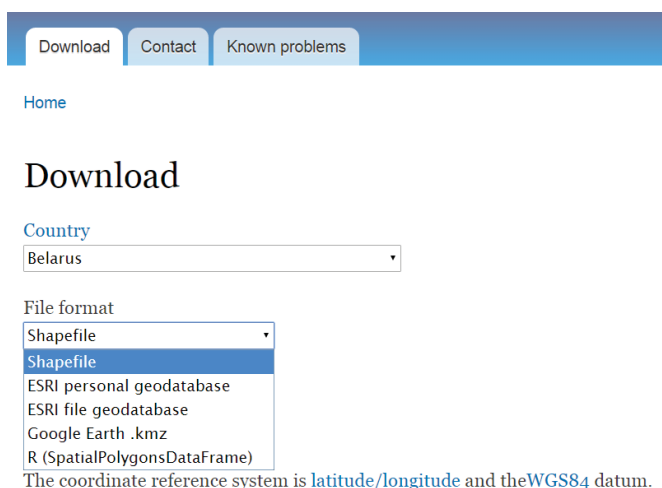 Download Contact Known problems
Home
Download
Country
Belarus
File format
Shapefile
Shapefile
ESRI personal geodatabase
ESRI file geodatabase
Google Earth .kmz
R (SpatialPolygonsDataFrame)
The coordinate reference system is latitude/longitude and theWGS84 datum.